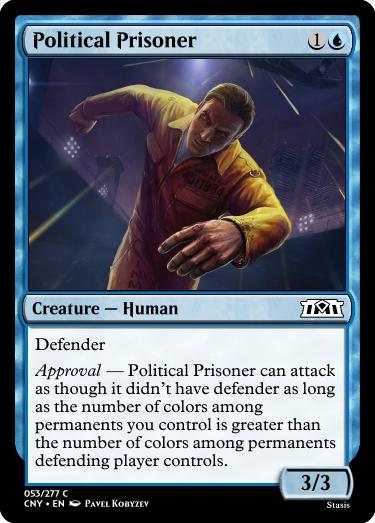 Political Prisoner
1
Creature — Human
Defender
Approval — Political Prisoner can attack
as though it didn't have defender as long
as the number of colors among
permanents you control is greater than
the number of colors among permanents
defending player controls.
3/3
053/277 C
CNY • EN Pavel Kobyzev
Stasis